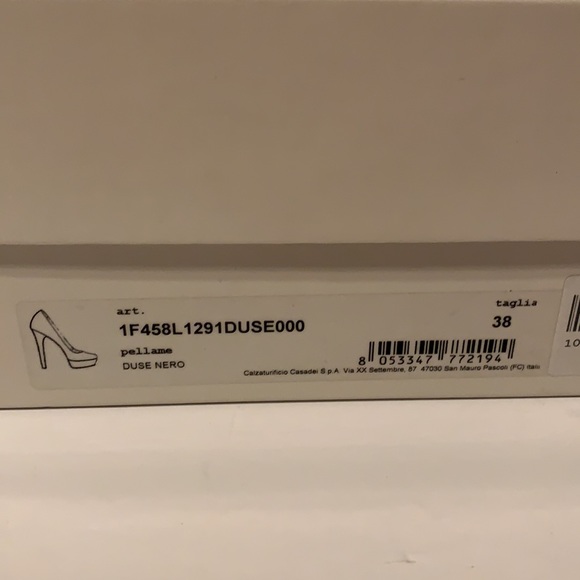 art.
1F458L1291DUSE000
pellame
DUSE NERO
taglia
38
8 053347 772194
Calzaturificio Casadei S.p.A. Via XX Settembre, 87 47030 San Mauro Pascoli (FC) Italia
10